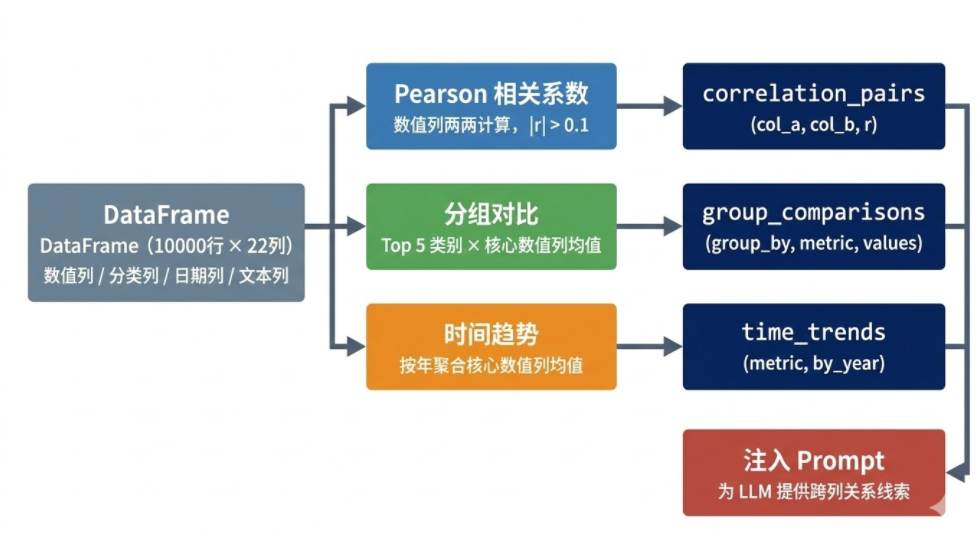 DataFrame
DataFrame（10000行 × 22列）
数值列 / 分类列 / 日期列 / 文本列
Pearson 相关系数
数值列两两计算，|r| > 0.1
correlation_pairs
(col_a, col_b, r)
分组对比
Top 5 类别 × 核心数值列均值
group_comparisons
(group_by, metric, values)
时间趋势
按年聚合核心数值列均值
time_trends
(metric, by_year)
注入 Prompt
为 LLM 提供跨列关系线索